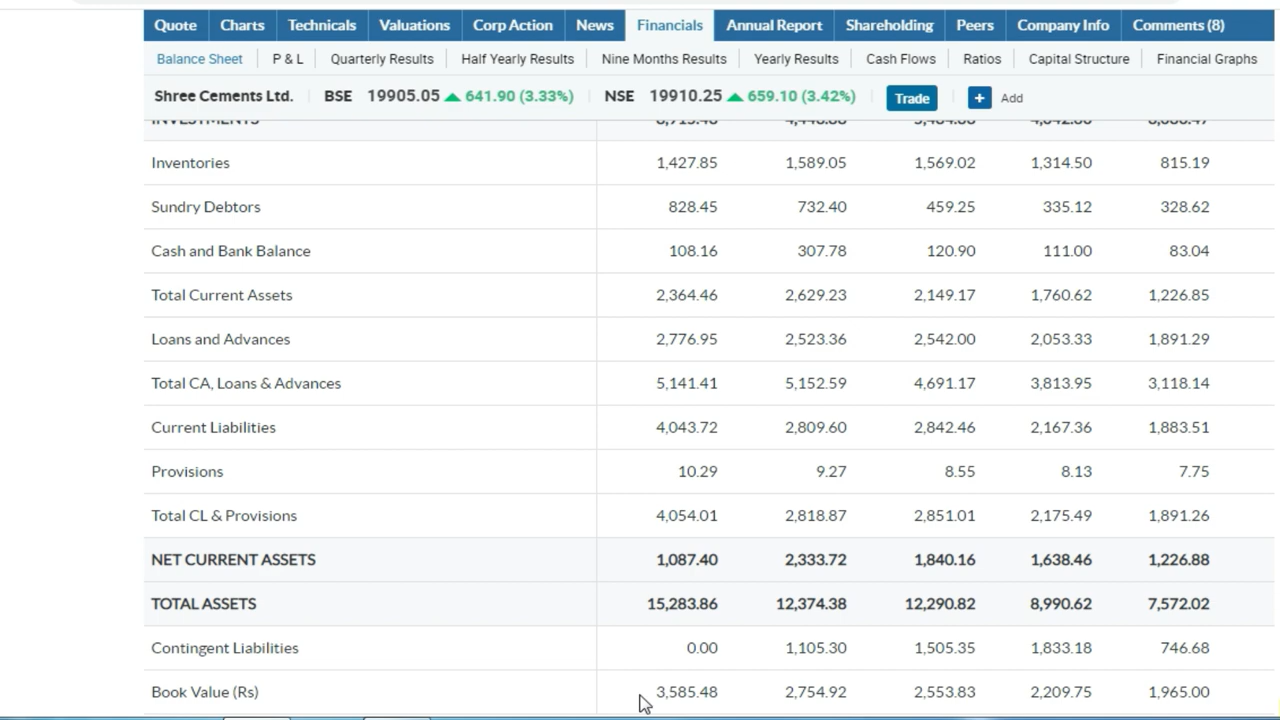 Quote Charts Technicals Valuations Corp Action News Financials Annual Report Shareholding Peers Company Info Comments (8)
Balance Sheet P & L Quarterly Results Half Yearly Results Nine Months Results Yearly Results Cash Flows Ratios Capital Structure Financial Graphs
Shree Cements Ltd. BSE 19905.05 641.90 (3.33%) NSE 19910.25 659.10 (3.42%) Trade + Add
INVESTMENTS
Inventories 1,427.85 1,589.05 1,569.02 1,314.50 815.19
Sundry Debtors 828.45 732.40 459.25 335.12 328.62
Cash and Bank Balance 108.16 307.78 120.90 111.00 83.04
Total Current Assets 2,364.46 2,629.23 2,149.17 1,760.62 1,226.85
Loans and Advances 2,776.95 2,523.36 2,542.00 2,053.33 1,891.29
Total CA, Loans & Advances 5,141.41 5,152.59 4,691.17 3,813.95 3,118.14
Current Liabilities 4,043.72 2,809.60 2,842.46 2,167.36 1,883.51
Provisions 10.29 9.27 8.55 8.13 7.75
Total CL & Provisions 4,054.01 2,818.87 2,851.01 2,175.49 1,891.26
NET CURRENT ASSETS 1,087.40 2,333.72 1,840.16 1,638.46 1,226.88
TOTAL ASSETS 15,283.86 12,374.38 12,290.82 8,990.62 7,572.02
Contingent Liabilities 0.00 1,105.30 1,505.35 1,833.18 746.68
Book Value (Rs) 3,585.48 2,754.92 2,553.83 2,209.75 1,965.00